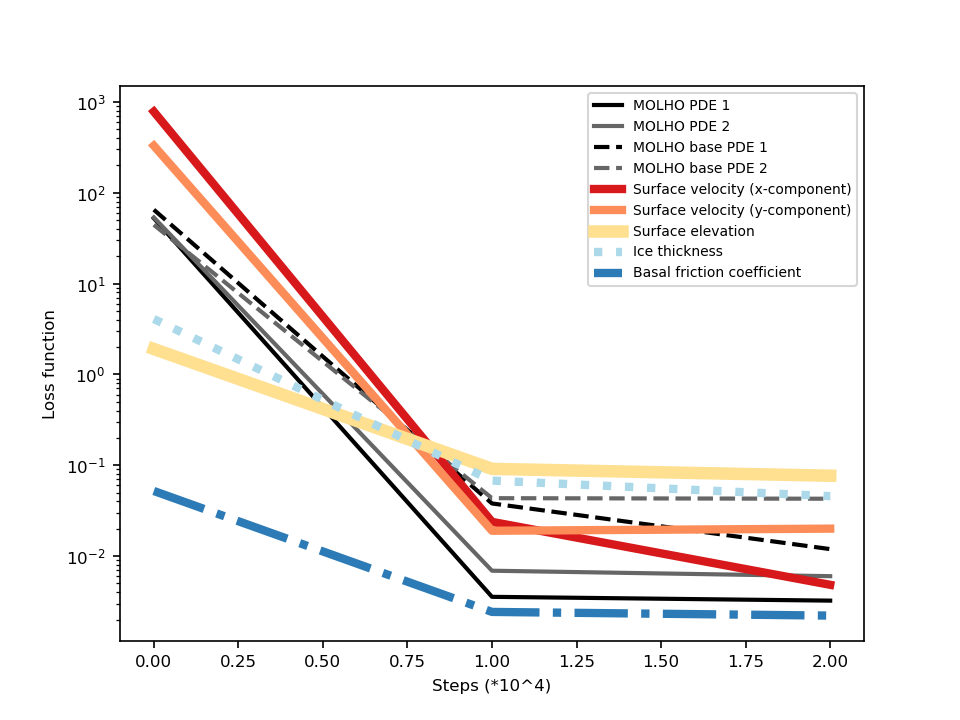 10^3
10^2
10^1
10^0
10^−1
10^−2
Loss function
MOLHO PDE 1
MOLHO PDE 2
MOLHO base PDE 1
MOLHO base PDE 2
Surface velocity (x-component)
Surface velocity (y-component)
Surface elevation
Ice thickness
Basal friction coefficient
0.00 0.25 0.50 0.75 1.00 1.25 1.50 1.75 2.00
Steps (*10^4)